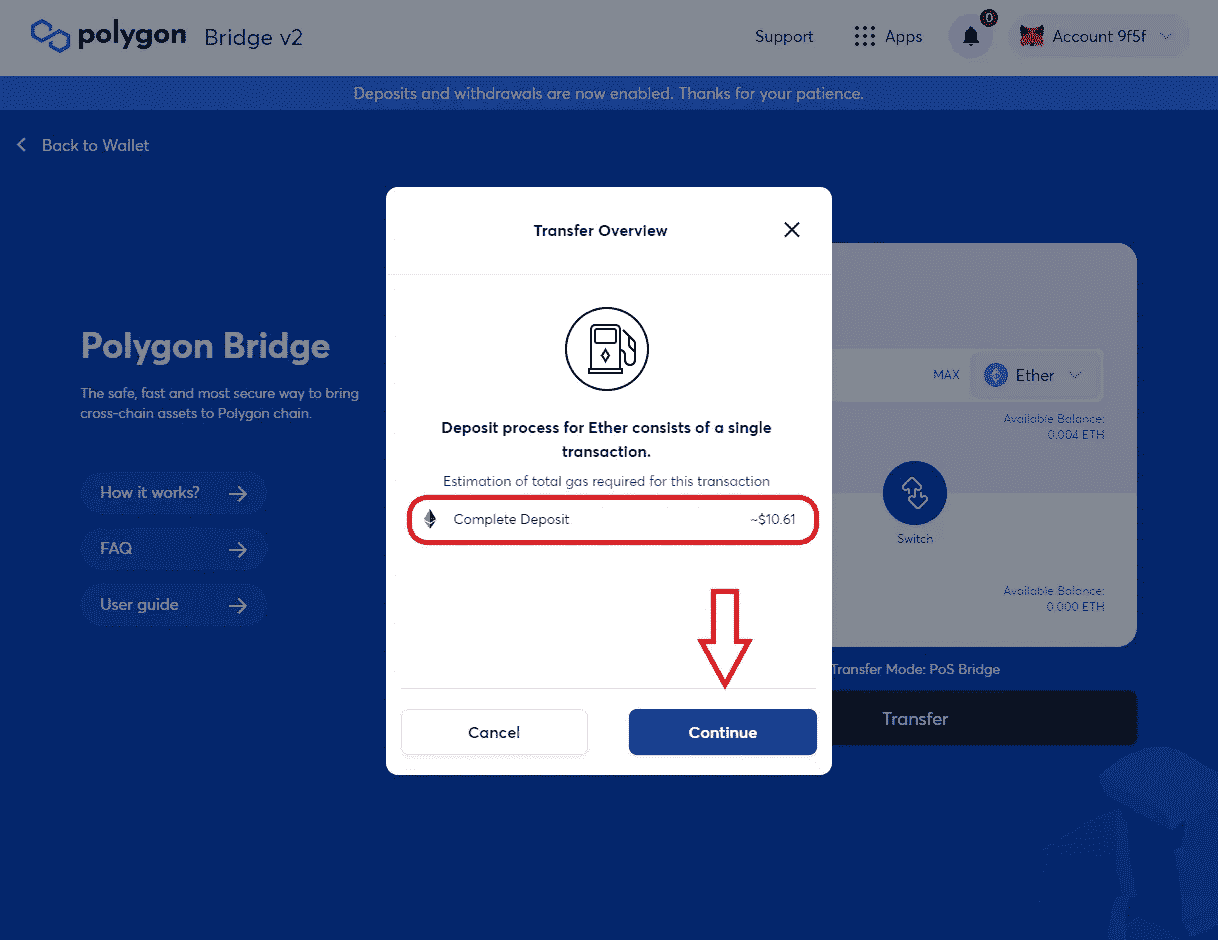 polygon Bridge v2
Support
Apps
0
Account 9f5f
Deposits and withdrawals are now enabled. Thanks for your patience.
Back to Wallet
Transfer Overview
Polygon Bridge
The safe, fast and most secure way to bring
cross-chain assets to Polygon chain.
How it works?
FAQ
User guide
Deposit process for Ether consists of a single
transaction.
Estimation of total gas required for this transaction
Complete Deposit ~$10.61
Cancel
Continue
MAX
Ether
Available Balance:
0.004 ETH
Switch
Available Balance:
0.000 ETH
Transfer Mode: PoS Bridge
Transfer